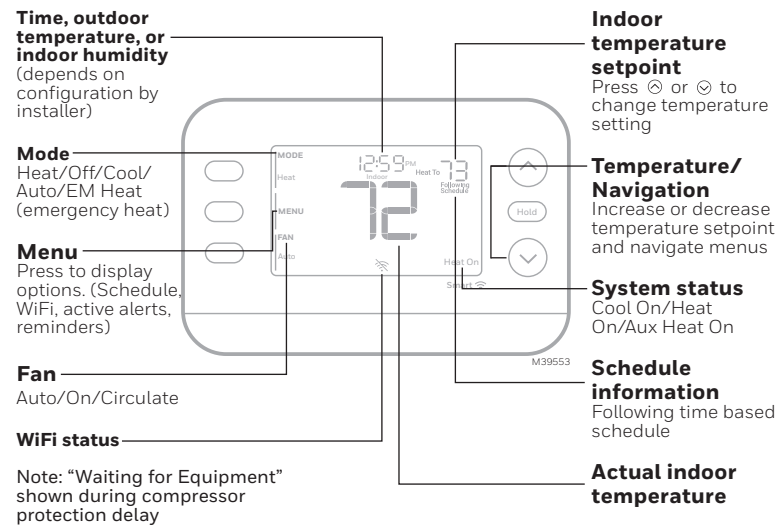 Time, outdoor
temperature, or
indoor humidity
(depends on
configuration by
installer)
Mode
Heat/Off/Cool/
Auto/EM Heat
(emergency heat)
Menu
Press to display
options. (Schedule,
WiFi, active alerts,
reminders)
Fan
Auto/On/Circulate
WiFi status
Note: “Waiting for Equipment”
shown during compressor
protection delay
MODE
Heat
MENU
FAN
Auto
12:59 PM
Indoor
72
Heat To
73
Following
Schedule
Heat On
Smart
Hold
M39553
Indoor
temperature
setpoint
Press or to
change temperature
setting
Temperature/
Navigation
Increase or decrease
temperature setpoint
and navigate menus
System status
Cool On/Heat
On/Aux Heat On
Schedule
information
Following time based
schedule
Actual indoor
temperature